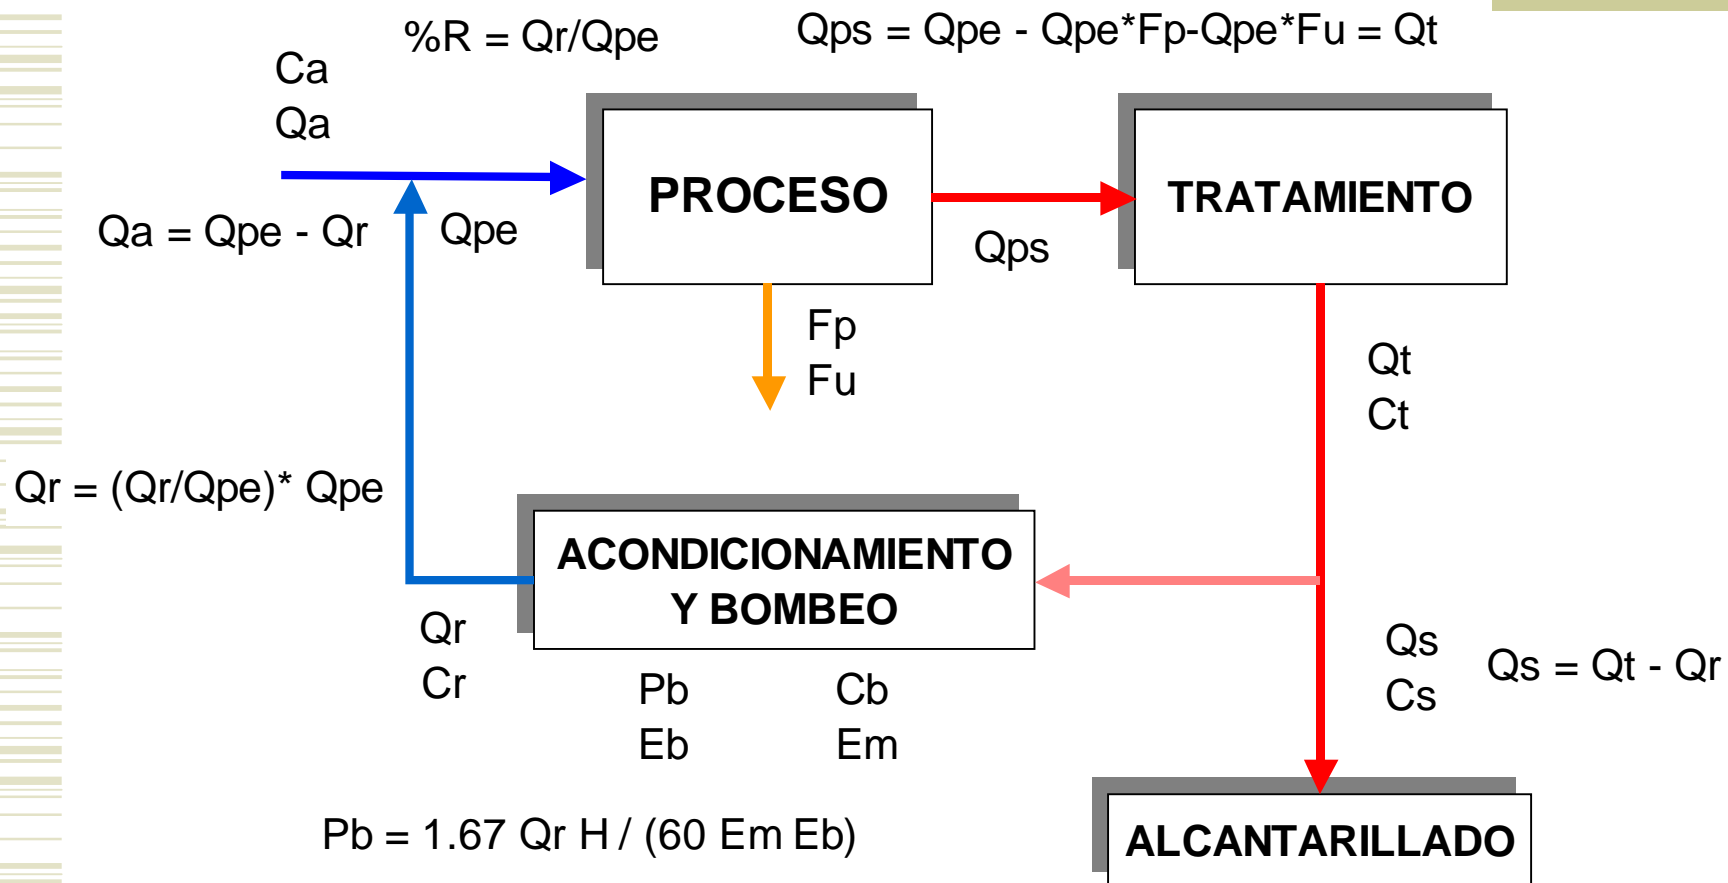 %R = Qr/Qpe
Qps = Qpe - Qpe*Fp-Qpe*Fu = Qt
Ca
Qa
PROCESO
TRATAMIENTO
Qa = Qpe - Qr
Qpe
Qps
Fp
Fu
Qt
Ct
Qr = (Qr/Qpe)* Qpe
ACONDICIONAMIENTO
Y BOMBEO
Qr
Cr
Pb
Eb
Cb
Em
Qs
Cs
Qs = Qt - Qr
Pb = 1.67 Qr H / (60 Em Eb)
ALCANTARILLADO